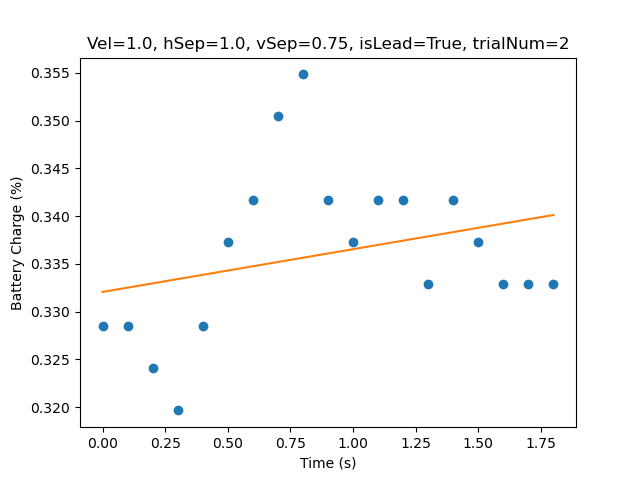 Vel=1.0, hSep=1.0, vSep=0.75, isLead=True, trialNum=2
0.355
0.350
0.345
0.340
0.335
0.330
0.325
0.320
Battery Charge (%)
0.00 0.25 0.50 0.75 1.00 1.25 1.50 1.75
Time (s)